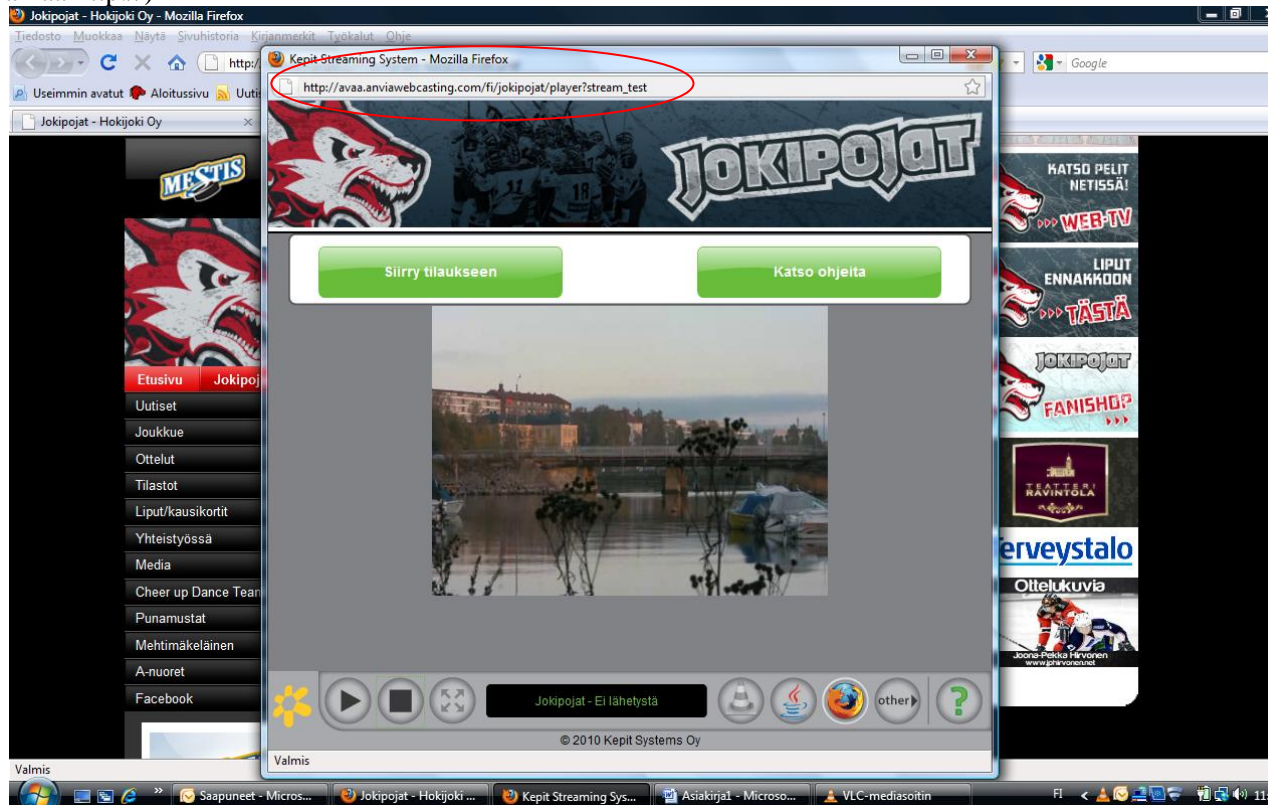 Jokipojat - Hokijoki Oy - Mozilla Firefox
Tiedosto Muokkaa Näytä Sivuhistoria Kirjanmerkit Työkalut Ohje
http:/
Google
Useimmin avatut Aloitussivu
Jokipojat - Hokijoki Oy
Kepit Streaming System - Mozilla Firefox
http://avaa.anviawebcasting.com/fi/jokipojat/player?stream_test
JOKIPOJAT
Siirry tilaukseen
Katso ohjeita
MESTIS
Etusivu Jokipoj
Uutiset
Joukkue
Ottelut
Tilastot
Liput/kausikortit
Yhteistyössä
Media
Cheer up Dance Team
Punamustat
Mehtimäkeläinen
A-nuoret
Facebook
KATSO PELIT
NETISSÄ!
>>> WEB-TV
LIPUT
ENNAKKOON
>>> TÄSTÄ
JOKIPOJAT
FANISHOP
>>>
TEATTERI
RAVINTOLA
erveystalo
Ottelukuvia
Joona-Pekka Hirvonen
www.jphirvonen.net
Jokipojat - Ei lähetystä
other
?
© 2010 Kepit Systems Oy
Valmis
Valmis
Saapuneet - Micros...
Jokipojat - Hokijoki ...
Kepit Streaming Sys...
Asiakirja1 - Microso...
VLC-mediasoitin
FI
11: